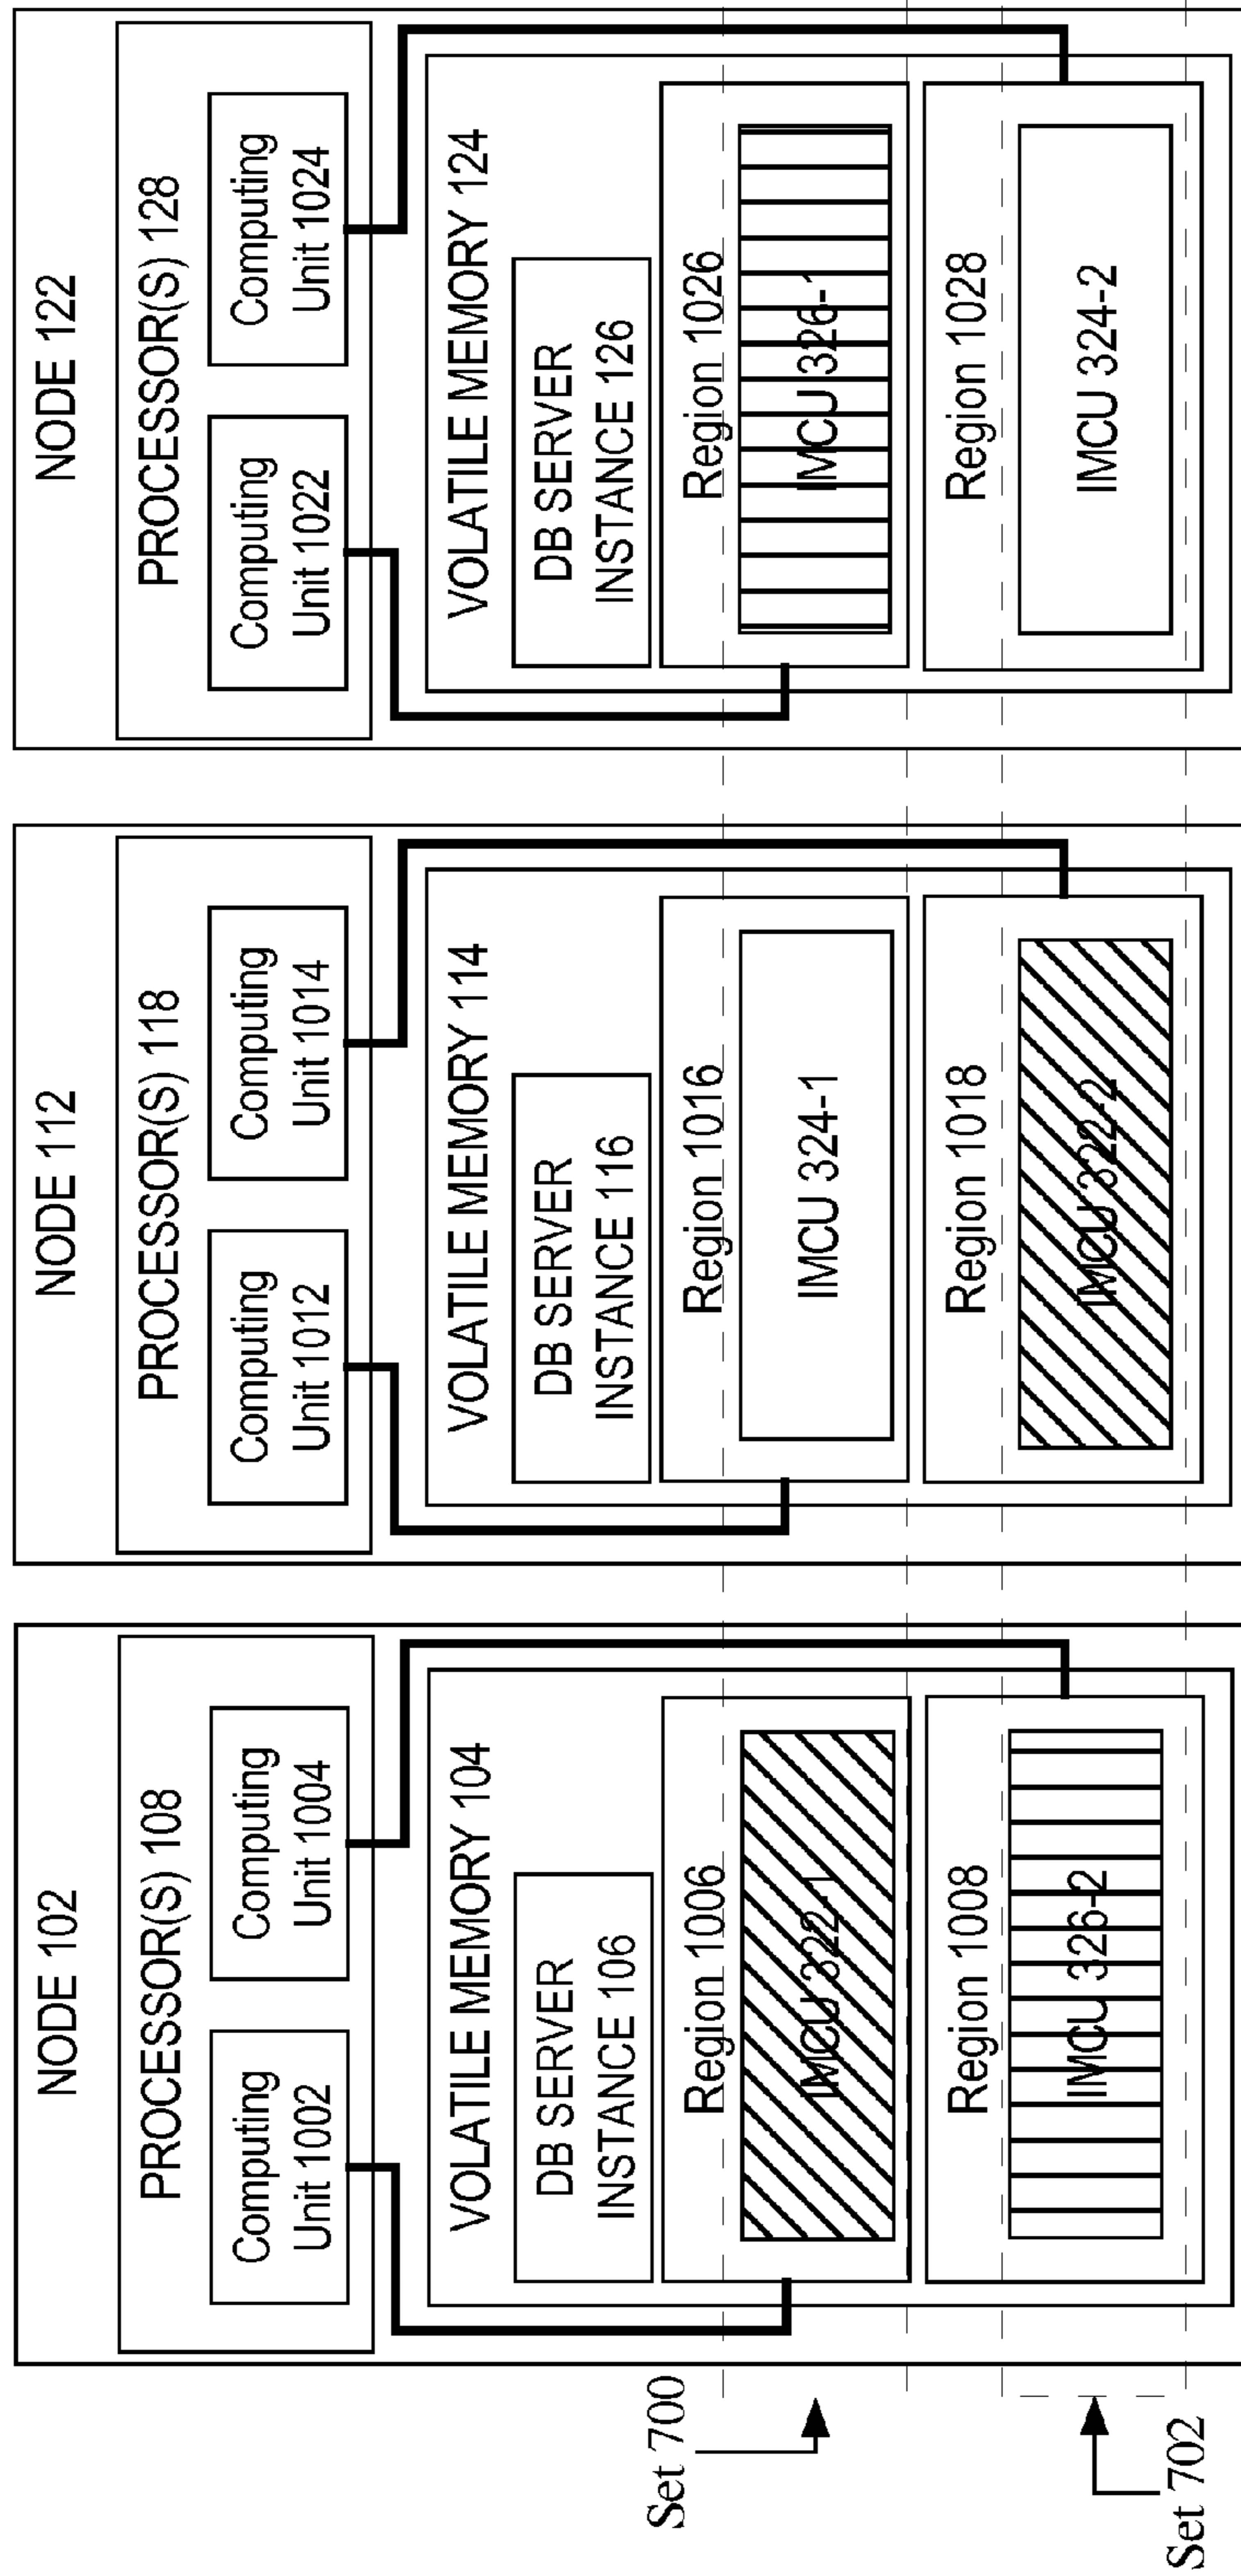 NODE 102
PROCESSOR(S) 108
Computing
Unit 1002
Computing
Unit 1004
VOLATILE MEMORY 104
DB SERVER
INSTANCE 106
Region 1006
IMCU 322-1
Region 1008
IMCU 326-2
NODE 112
PROCESSOR(S) 118
Computing
Unit 1012
Computing
Unit 1014
VOLATILE MEMORY 114
DB SERVER
INSTANCE 116
Region 1016
IMCU 324-1
Region 1018
IMCU 322-2
NODE 122
PROCESSOR(S) 128
Computing
Unit 1022
Computing
Unit 1024
VOLATILE MEMORY 124
DB SERVER
INSTANCE 126
Region 1026
IMCU 326-1
Region 1028
IMCU 324-2
Set 700
Set 702